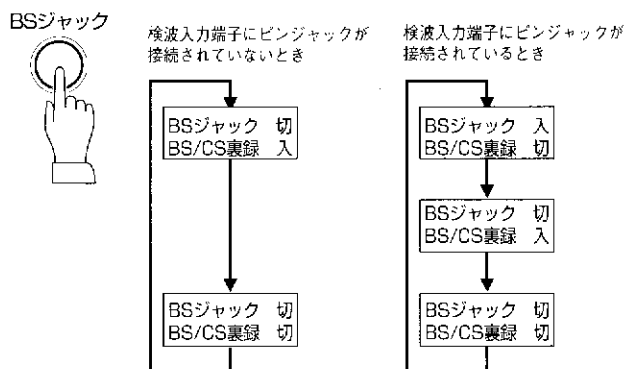 BSジャック
検波入力端子にピンジャックが
接続されていないとき
BSジャック 切
BS/CS裏録 入
BSジャック 切
BS/CS裏録 切
検波入力端子にピンジャックが
接続されているとき
BSジャック 入
BS/CS裏録 切
BSジャック 切
BS/CS裏録 入
BSジャック 切
BS/CS裏録 切